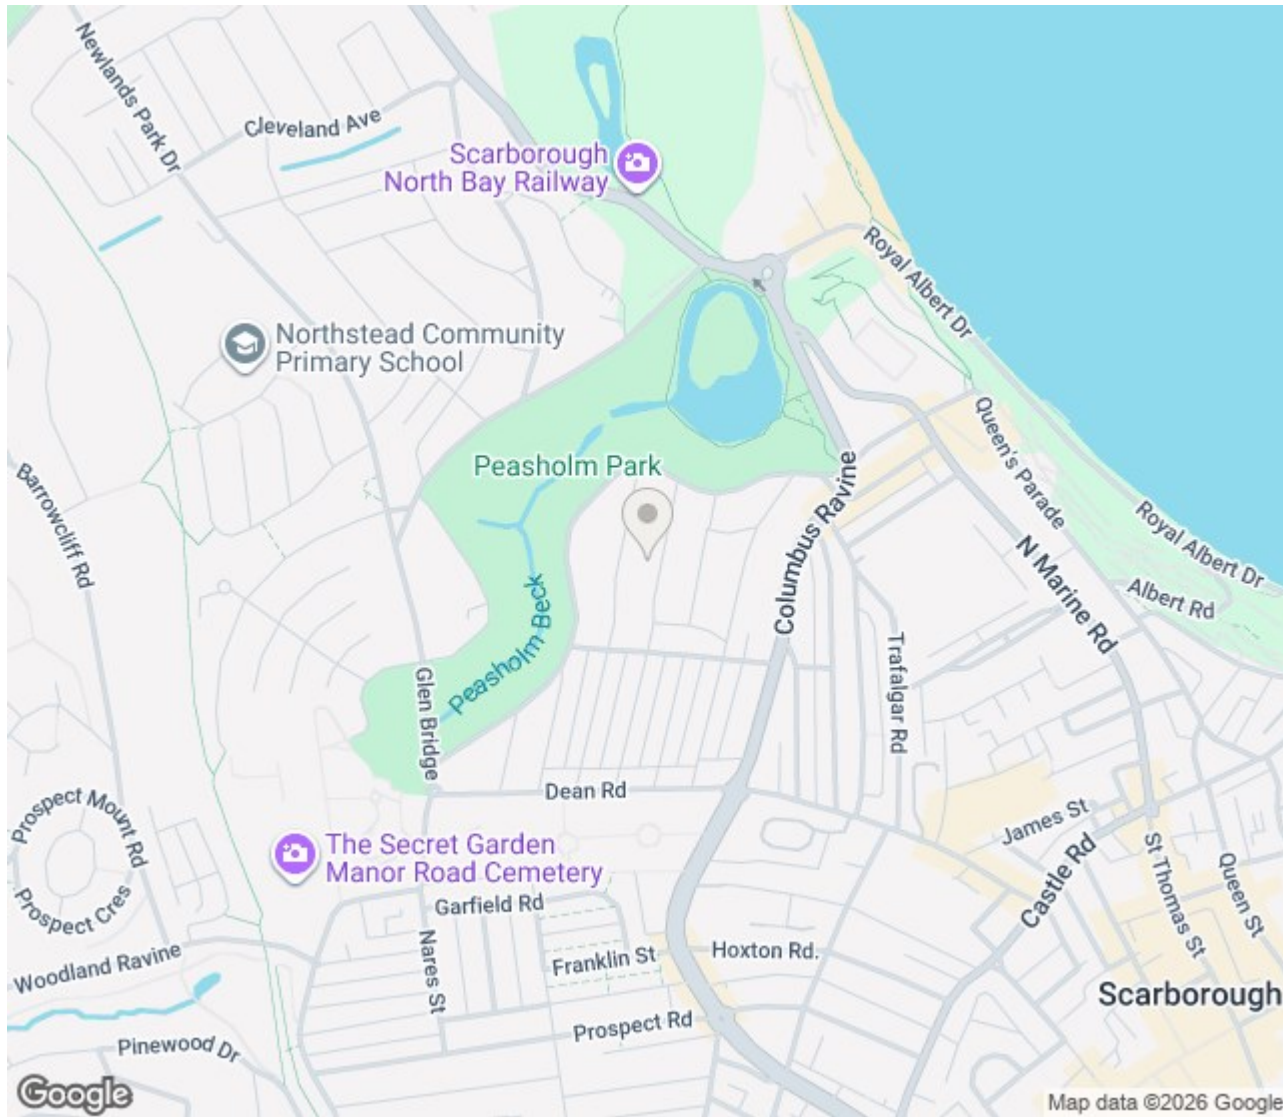 Newlands Park Dr
Cleveland Ave
Scarborough
North Bay Railway
Royal Albert Dr
Northstead Community
Primary School
Queen's Parade
Peasholm Park
Barrowcliff Rd
Columbus Ravine
Royal Albert Dr
N Marine Rd
Albert Rd
Peasholm Beck
Trafalgar Rd
Glen Bridge
Dean Rd
Prospect Mount Rd
James St
The Secret Garden
Manor Road Cemetery
Castle Rd
St Thomas St
Queen St
Prospect Cres
Garfield Rd
Nares St
Franklin St
Hoxton Rd.
Woodland Ravine
Scarborough
Prospect Rd
Pinewood Dr
Google
Map data ©2026 Google